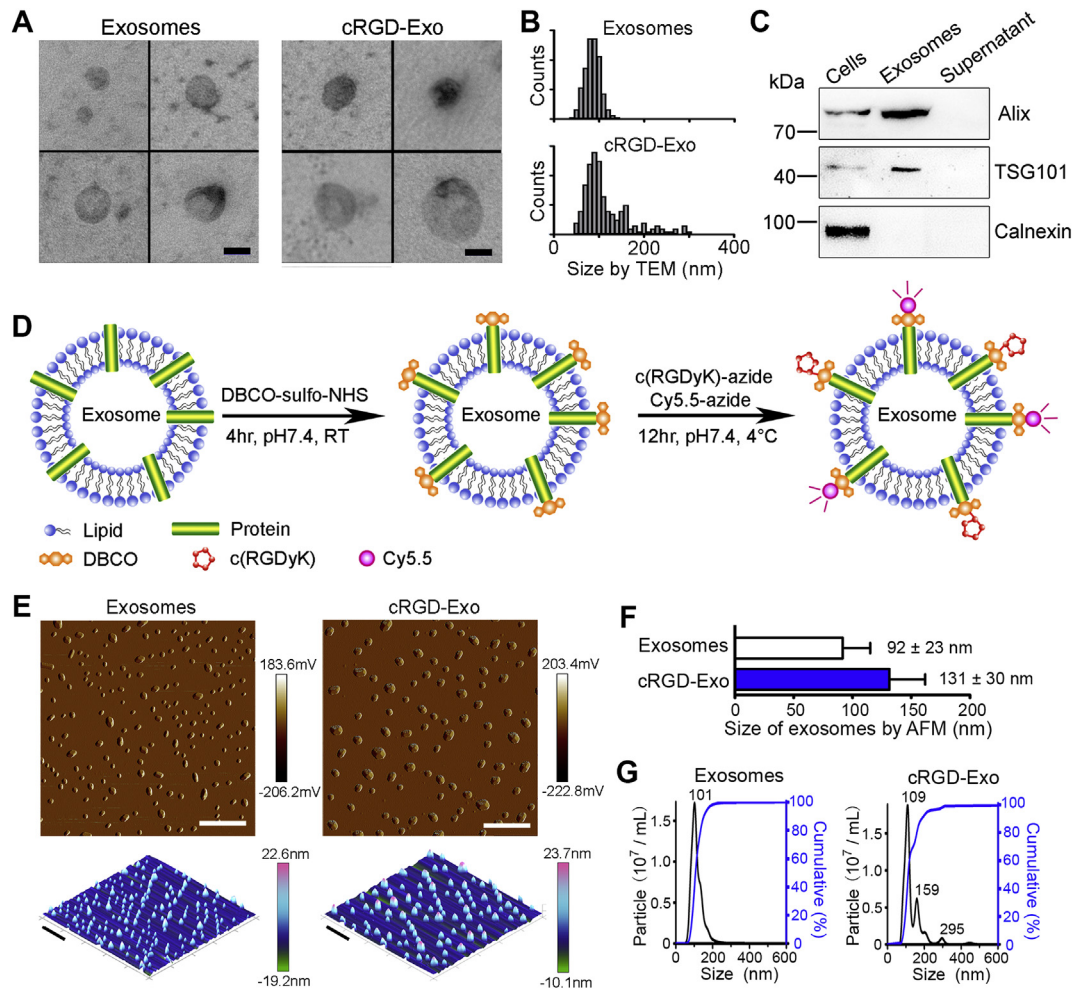 A
Exosomes
cRGD-Exo
B
Exosomes
Counts
cRGD-Exo
Counts
0
200
400
Size by TEM (nm)
C
Cells
Exosomes
Supernatant
kDa
70
Alix
40
TSG101
100
Calnexin
D
Exosome
DBCO-sulfo-NHS
4hr, pH7.4, RT
Exosome
c(RGDyK)-azide
Cy5.5-azide
12hr, pH7.4, 4°C
Exosome
Lipid
Protein
DBCO
c(RGDyK)
Cy5.5
E
Exosomes
cRGD-Exo
183.6mV
-206.2mV
203.4mV
-222.8mV
22.6nm
-19.2nm
23.7nm
-10.1nm
F
Exosomes
92 ± 23 nm
cRGD-Exo
131 ± 30 nm
0 50 100 150 200
Size of exosomes by AFM (nm)
G
Exosomes
101
Particle (10⁷ / mL)
1.5
1.0
0.5
0
0 200 400 600
Size (nm)
100
80
60
40
20
0
Cumulative (%)
cRGD-Exo
109
159
295
Particle (10⁷ / mL)
1.5
1.0
0.5
0
0 200 400 600
Size (nm)
100
80
60
40
20
0
Cumulative (%)